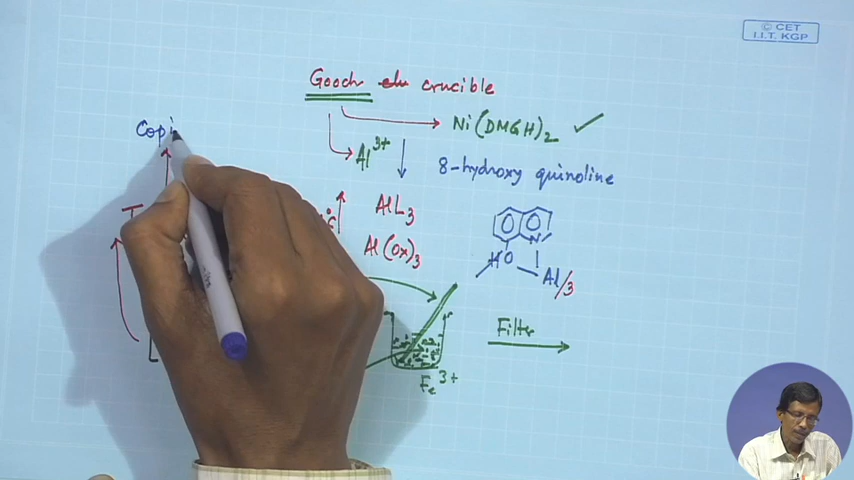 © CET
I.I.T. KGP
Gooch crucible
Ni(DMGH)2
Al3+
8-hydroxy quinoline
Copi
AlL3
Al(Ox)3
N
HO
Al/3
Filter
Fe3+